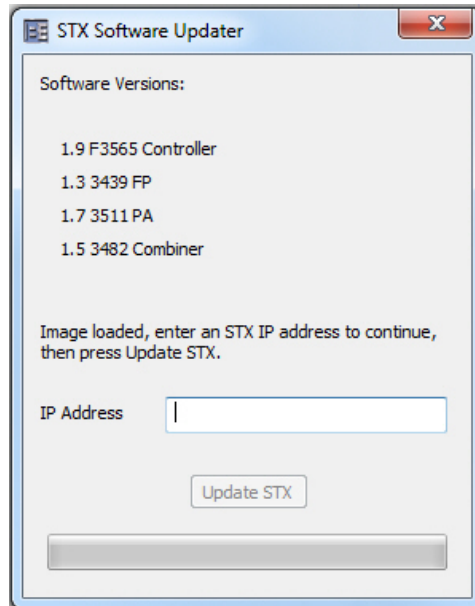 STX Software Updater
Software Versions:
1.9 F3565 Controller
1.3 3439 FP
1.7 3511 PA
1.5 3482 Combiner
Image loaded, enter an STX IP address to continue,
then press Update STX.
IP Address
Update STX